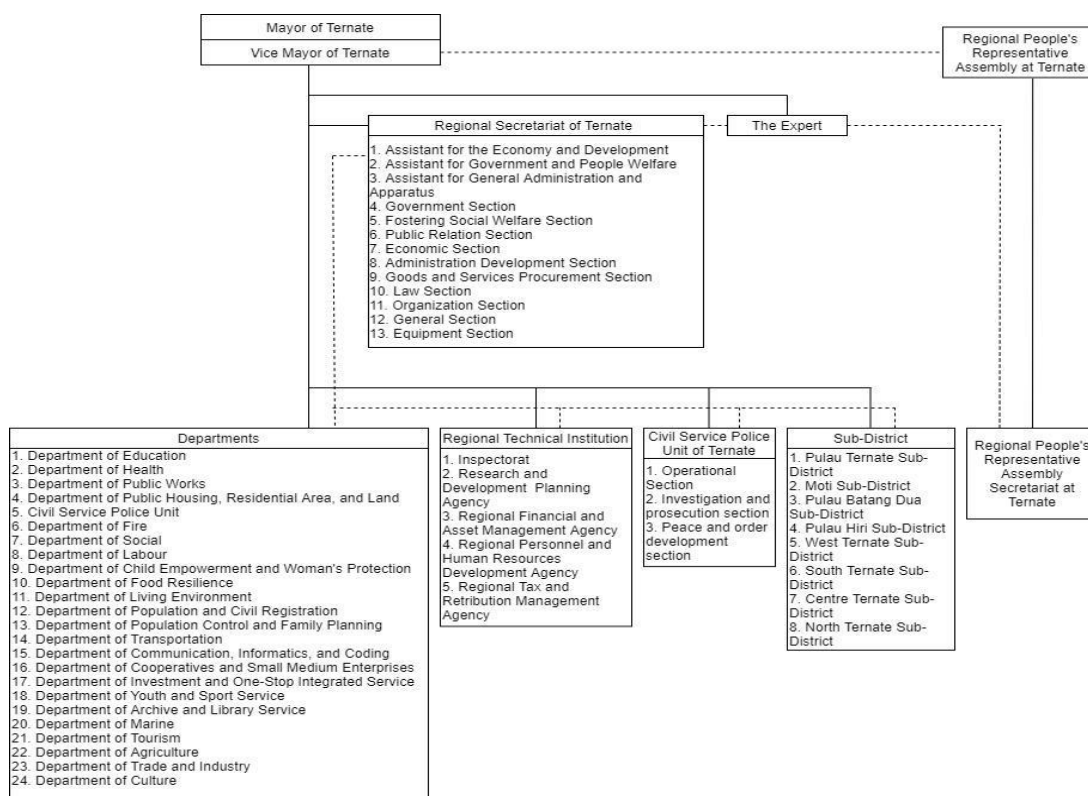 Mayor of Ternate
Vice Mayor of Ternate
Regional People's
Representative
Assembly at Ternate
Regional Secretariat of Ternate
1. Assistant for the Economy and Development
2. Assistant for Government and People Welfare
3. Assistant for General Administration and
Apparatus
4. Government Section
5. Fostering Social Welfare Section
6. Public Relation Section
7. Economic Section
8. Administration Development Section
9. Goods and Services Procurement Section
10. Law Section
11. Organization Section
12. General Section
13. Equipment Section
The Expert
Departments
1. Department of Education
2. Department of Health
3. Department of Public Works
4. Department of Public Housing, Residential Area, and Land
5. Civil Service Police Unit
6. Department of Fire
7. Department of Social
8. Department of Labour
9. Department of Child Empowerment and Woman's Protection
10. Department of Food Resilience
11. Department of Living Environment
12. Department of Population and Civil Registration
13. Department of Population Control and Family Planning
14. Department of Transportation
15. Department of Communication, Informatics, and Coding
16. Department of Cooperatives and Small Medium Enterprises
17. Department of Investment and One-Stop Integrated Service
18. Department of Youth and Sport Service
19. Department of Archive and Library Service
20. Department of Marine
21. Department of Tourism
22. Department of Agriculture
23. Department of Trade and Industry
24. Department of Culture
Regional Technical Institution
1. Inspectorat
2. Research and
Development Planning
Agency
3. Regional Financial and
Asset Management Agency
4. Regional Personnel and
Human Resources
Development Agency
5. Regional Tax and
Retribution Management
Agency
Civil Service Police
Unit of Ternate
1. Operational
Section
2. Investigation and
prosecution section
3. Peace and order
development
section
Sub-District
1. Pulau Ternate Sub-
District
2. Moti Sub-District
3. Pulau Batang Dua
Sub-District
4. Pulau Hiri Sub-District
5. West Ternate Sub-
District
6. South Ternate Sub-
District
7. Centre Ternate Sub-
District
8. North Ternate Sub-
District
Regional People's
Representative
Assembly
Secretariat at
Ternate